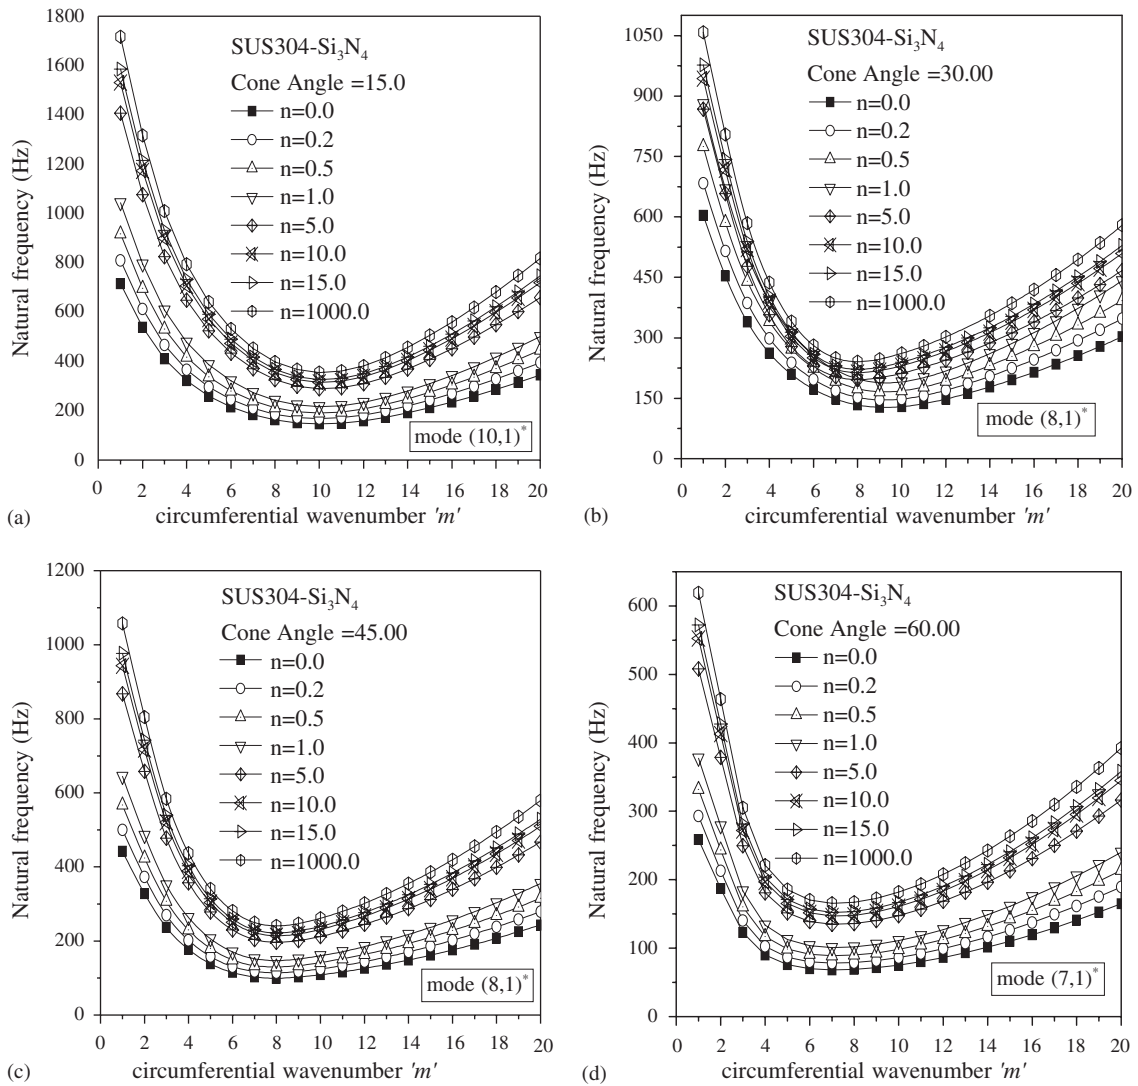 1800
1600
1400
1200
1000
800
600
400
200
0
Natural frequency (Hz)
SUS304-Si3N4
Cone Angle =15.0
n=0.0
n=0.2
n=0.5
n=1.0
n=5.0
n=10.0
n=15.0
n=1000.0
mode (10,1)*
0 2 4 6 8 10 12 14 16 18 20
(a) circumferential wavenumber 'm'
1050
900
750
600
450
300
150
0
Natural frequency (Hz)
SUS304-Si3N4
Cone Angle =30.00
n=0.0
n=0.2
n=0.5
n=1.0
n=5.0
n=10.0
n=15.0
n=1000.0
mode (8,1)*
0 2 4 6 8 10 12 14 16 18 20
(b) circumferential wavenumber 'm'
1200
1000
800
600
400
200
0
Natural frequency (Hz)
SUS304-Si3N4
Cone Angle =45.00
n=0.0
n=0.2
n=0.5
n=1.0
n=5.0
n=10.0
n=15.0
n=1000.0
mode (8,1)*
0 2 4 6 8 10 12 14 16 18 20
(c) circumferential wavenumber 'm'
600
500
400
300
200
100
0
Natural frequency (Hz)
SUS304-Si3N4
Cone Angle =60.00
n=0.0
n=0.2
n=0.5
n=1.0
n=5.0
n=10.0
n=15.0
n=1000.0
mode (7,1)*
0 2 4 6 8 10 12 14 16 18 20
(d) circumferential wavenumber 'm'